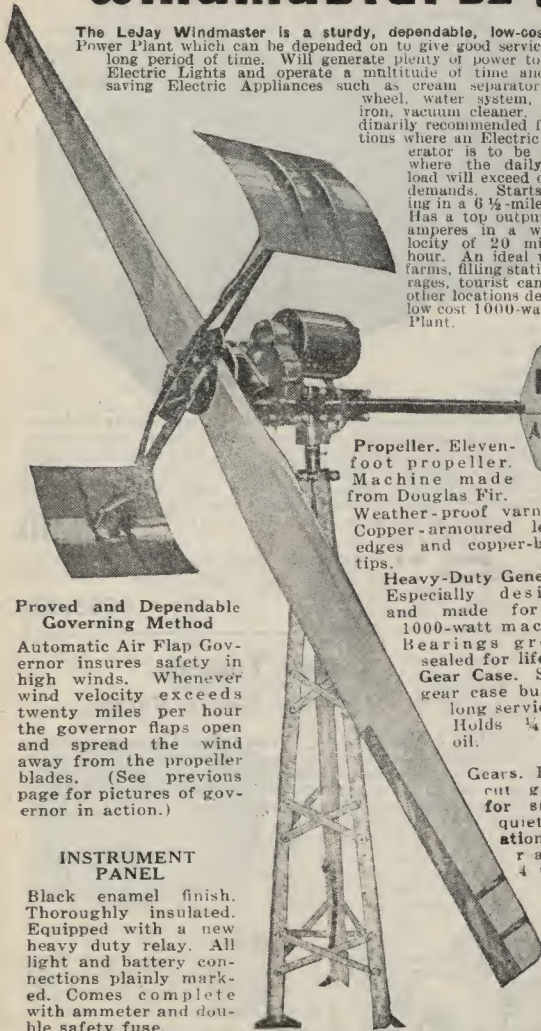 The LeJay Windmaster is a sturdy, dependable, low-cos
Power Plant which can be depended on to give good servic
long period of time. Will generate plenty of power to
Electric Lights and operate a multitude of time and
saving Electric Appliances such as cream separator
wheel, water system,
iron, vacuum cleaner.
dinarily recommended f
tions where an Electric
erator is to be
where the daily
load will exceed
demands. Starts
ing in a 6 ½-mile
Has a top outpu
amperes in a w
locity of 20 mi
hour. An ideal
farms, filling stati
rages, tourist cam
other locations de
low cost 1000-wa
Plant.
Propeller. Eleven-
foot propeller.
Machine made
from Douglas Fir.
Weather-proof varn
Copper-armoured le
edges and copper-b
tips.
Heavy-Duty Gene
Especially desi
and made for
1000-watt mac
Bearings gr
sealed for life
Gear Case. S
gear case bu
long servic
Holds ¼
oil.
Gears.
cut g
for s
quiet
ation
r a
4
Proved and Dependable
Governing Method
Automatic Air Flap Gov-
ernor insures safety in
high winds. Whenever
wind velocity exceeds
twenty miles per hour
the governor flaps open
and spread the wind
away from the propeller
blades. (See previous
page for pictures of gov-
ernor in action.)
INSTRUMENT
PANEL
Black enamel finish.
Thoroughly insulated.
Equipped with a new
heavy duty relay. All
light and battery con-
nections plainly mark-
ed. Comes complete
with ammeter and dou-
ble safety fuse.